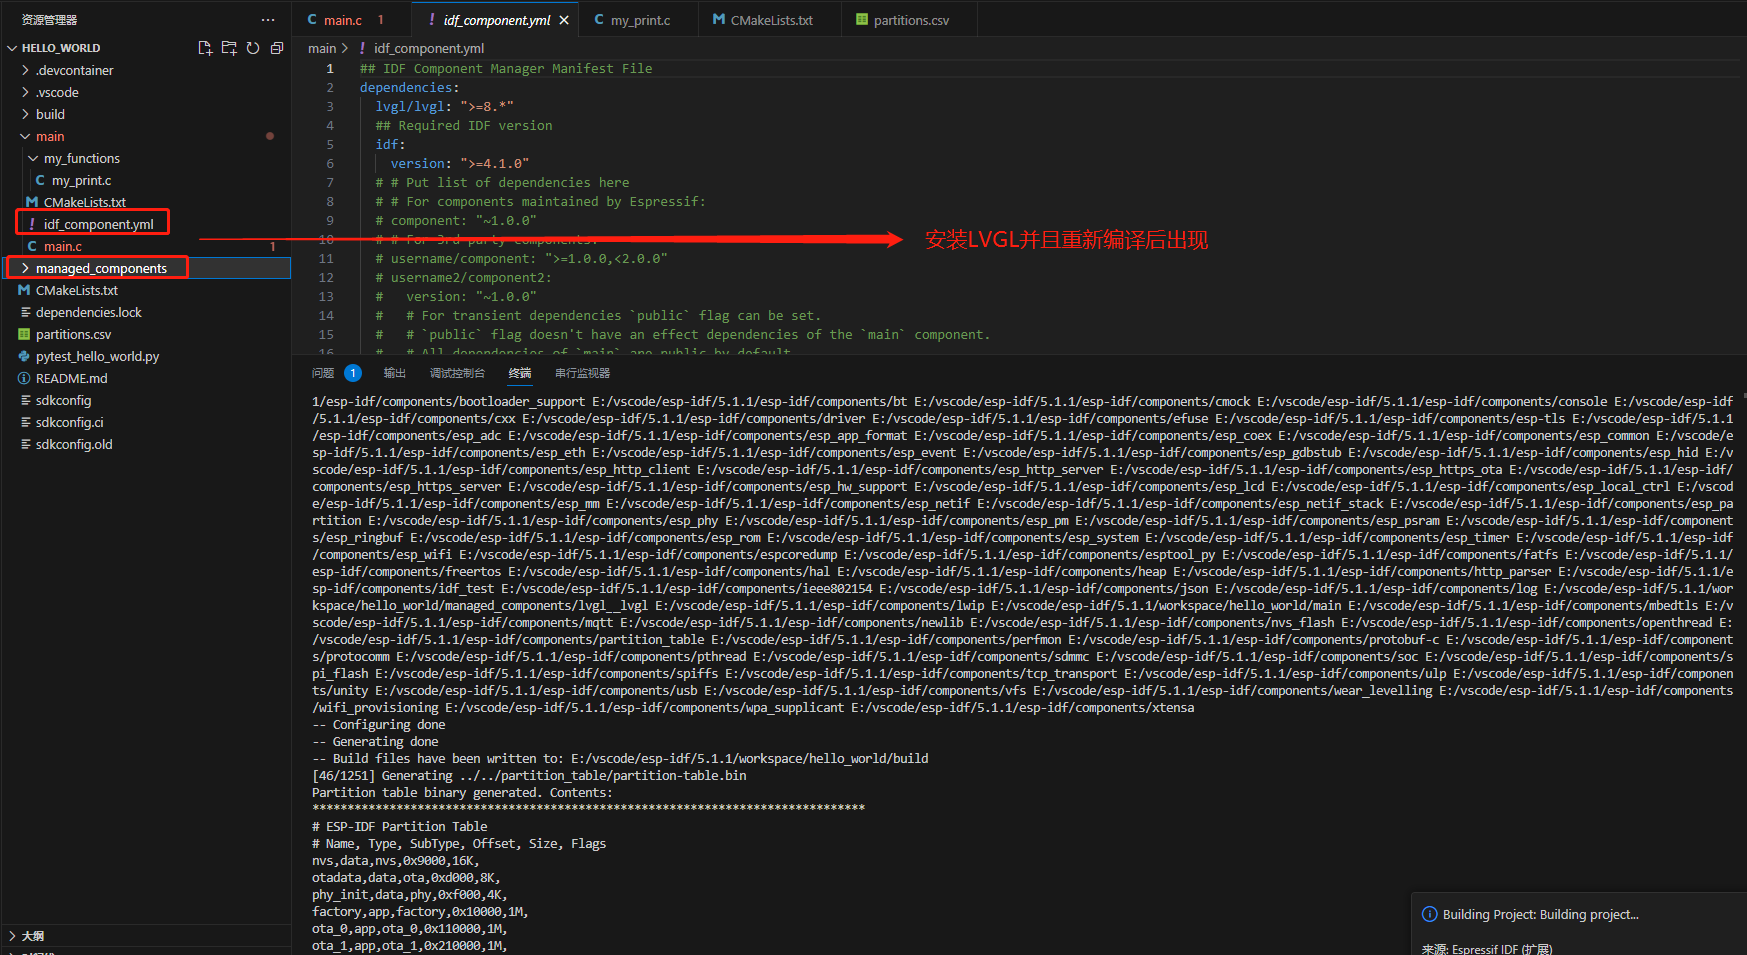 资源管理器
HELLO_WORLD
.devcontainer
.vscode
build
main
my_functions
my_print.c
CMakeLists.txt
idf_component.yml
main.c 1
managed_components
CMakeLists.txt
dependencies.lock
partitions.csv
pytest_hello_world.py
README.md
sdkconfig
sdkconfig.ci
sdkconfig.old
大纲
main.c 1
idf_component.yml
my_print.c
CMakeLists.txt
partitions.csv
main > idf_component.yml
1 ## IDF Component Manager Manifest File
2 dependencies:
3 lvgl/lvgl: ">=8.*"
4 ## Required IDF version
5 idf:
6 version: ">=4.1.0"
7 # # Put list of dependencies here
8 # # For components maintained by Espressif:
9 # component: "~1.0.0"
10 # # For 3rd party components:
11 # username/component: ">=1.0.0,<2.0.0"
12 # username2/component2:
13 # version: "~1.0.0"
14 # # For transient dependencies `public` flag can be set.
15 # # `public` flag doesn't have an effect dependencies of the `main` component.
16 # # All dependencies of `main` are public by default.
安装LVGL并且重新编译后出现
问题 1 输出 调试控制台 终端 串行监视器
1/esp-idf/components/bootloader_support E:/vscode/esp-idf/5.1.1/esp-idf/components/bt E:/vscode/esp-idf/5.1.1/esp-idf/components/cmock E:/vscode/esp-idf/5.1.1/esp-idf/components/console E:/vscode/esp-idf
/5.1.1/esp-idf/components/cxx E:/vscode/esp-idf/5.1.1/esp-idf/components/driver E:/vscode/esp-idf/5.1.1/esp-idf/components/efuse E:/vscode/esp-idf/5.1.1/esp-idf/components/esp-tls E:/vscode/esp-idf/5.1.1
/esp-idf/components/esp_adc E:/vscode/esp-idf/5.1.1/esp-idf/components/esp_app_format E:/vscode/esp-idf/5.1.1/esp-idf/components/esp_coex E:/vscode/esp-idf/5.1.1/esp-idf/components/esp_common E:/vscode/e
sp-idf/5.1.1/esp-idf/components/esp_eth E:/vscode/esp-idf/5.1.1/esp-idf/components/esp_event E:/vscode/esp-idf/5.1.1/esp-idf/components/esp_gdbstub E:/vscode/esp-idf/5.1.1/esp-idf/components/esp_hid E:/v
scode/esp-idf/5.1.1/esp-idf/components/esp_http_client E:/vscode/esp-idf/5.1.1/esp-idf/components/esp_http_server E:/vscode/esp-idf/5.1.1/esp-idf/components/esp_https_ota E:/vscode/esp-idf/5.1.1/esp-idf/
components/esp_https_server E:/vscode/esp-idf/5.1.1/esp-idf/components/esp_hw_support E:/vscode/esp-idf/5.1.1/esp-idf/components/esp_lcd E:/vscode/esp-idf/5.1.1/esp-idf/components/esp_local_ctrl E:/vscod
e/esp-idf/5.1.1/esp-idf/components/esp_mm E:/vscode/esp-idf/5.1.1/esp-idf/components/esp_netif E:/vscode/esp-idf/5.1.1/esp-idf/components/esp_netif_stack E:/vscode/esp-idf/5.1.1/esp-idf/components/esp_pa
rtition E:/vscode/esp-idf/5.1.1/esp-idf/components/esp_phy E:/vscode/esp-idf/5.1.1/esp-idf/components/esp_pm E:/vscode/esp-idf/5.1.1/esp-idf/components/esp_psram E:/vscode/esp-idf/5.1.1/esp-idf/component
s/esp_ringbuf E:/vscode/esp-idf/5.1.1/esp-idf/components/esp_rom E:/vscode/esp-idf/5.1.1/esp-idf/components/esp_system E:/vscode/esp-idf/5.1.1/esp-idf/components/esp_timer E:/vscode/esp-idf/5.1.1/esp-idf
/components/esp_wifi E:/vscode/esp-idf/5.1.1/esp-idf/components/espcoredump E:/vscode/esp-idf/5.1.1/esp-idf/components/esptool_py E:/vscode/esp-idf/5.1.1/esp-idf/components/fatfs E:/vscode/esp-idf/5.1.1/
esp-idf/components/freertos E:/vscode/esp-idf/5.1.1/esp-idf/components/hal E:/vscode/esp-idf/5.1.1/esp-idf/components/heap E:/vscode/esp-idf/5.1.1/esp-idf/components/http_parser E:/vscode/esp-idf/5.1.1/e
sp-idf/components/idf_test E:/vscode/esp-idf/5.1.1/esp-idf/components/ieee802154 E:/vscode/esp-idf/5.1.1/esp-idf/components/json E:/vscode/esp-idf/5.1.1/esp-idf/components/log E:/vscode/esp-idf/5.1.1/wor
kspace/hello_world/managed_components/lvgl__lvgl E:/vscode/esp-idf/5.1.1/esp-idf/components/lwip E:/vscode/esp-idf/5.1.1/workspace/hello_world/main E:/vscode/esp-idf/5.1.1/esp-idf/components/mbedtls E:/v
scode/esp-idf/5.1.1/esp-idf/components/mqtt E:/vscode/esp-idf/5.1.1/esp-idf/components/newlib E:/vscode/esp-idf/5.1.1/esp-idf/components/nvs_flash E:/vscode/esp-idf/5.1.1/esp-idf/components/openthread E:
/vscode/esp-idf/5.1.1/esp-idf/components/partition_table E:/vscode/esp-idf/5.1.1/esp-idf/components/perfmon E:/vscode/esp-idf/5.1.1/esp-idf/components/protobuf-c E:/vscode/esp-idf/5.1.1/esp-idf/component
s/protocomm E:/vscode/esp-idf/5.1.1/esp-idf/components/pthread E:/vscode/esp-idf/5.1.1/esp-idf/components/sdmmc E:/vscode/esp-idf/5.1.1/esp-idf/components/soc E:/vscode/esp-idf/5.1.1/esp-idf/components/s
pi_flash E:/vscode/esp-idf/5.1.1/esp-idf/components/spiffs E:/vscode/esp-idf/5.1.1/esp-idf/components/tcp_transport E:/vscode/esp-idf/5.1.1/esp-idf/components/ulp E:/vscode/esp-idf/5.1.1/esp-idf/componen
ts/unity E:/vscode/esp-idf/5.1.1/esp-idf/components/usb E:/vscode/esp-idf/5.1.1/esp-idf/components/vfs E:/vscode/esp-idf/5.1.1/esp-idf/components/wear_levelling E:/vscode/esp-idf/5.1.1/esp-idf/components
/wifi_provisioning E:/vscode/esp-idf/5.1.1/esp-idf/components/wpa_supplicant E:/vscode/esp-idf/5.1.1/esp-idf/components/xtensa
-- Configuring done
-- Generating done
-- Build files have been written to: E:/vscode/esp-idf/5.1.1/workspace/hello_world/build
[46/1251] Generating ../../partition_table/partition-table.bin
Partition table binary generated. Contents:
*******************************************************************************
# ESP-IDF Partition Table
# Name, Type, SubType, Offset, Size, Flags
nvs,data,nvs,0x9000,16K,
otadata,data,ota,0xd000,8K,
phy_init,data,phy,0xf000,4K,
factory,app,factory,0x10000,1M,
ota_0,app,ota_0,0x110000,1M,
ota_1,app,ota_1,0x210000,1M,
Building Project: Building project...
来源: Espressif IDF (扩展)